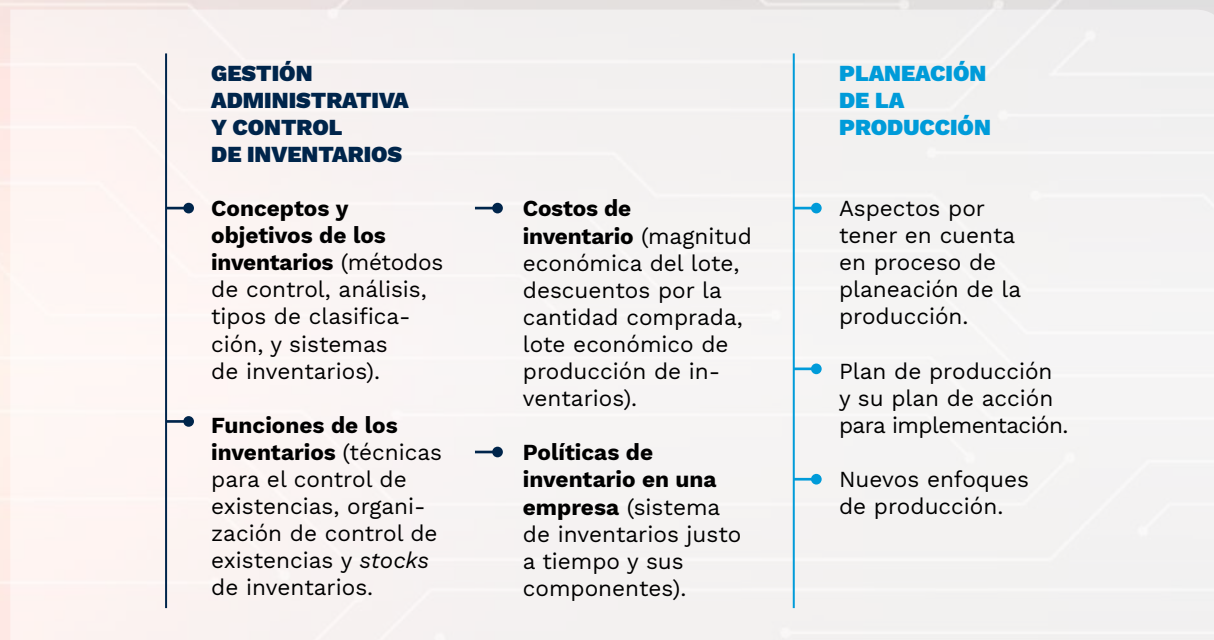 GESTIÓN
ADMINISTRATIVA
Y CONTROL
DE INVENTARIOS
Conceptos y
objetivos de los
inventarios (métodos
de control, análisis,
tipos de clasifica-
ción, y sistemas
de inventarios).
Funciones de los
inventarios (técnicas
para el control de
existencias, organi-
zación de control de
existencias y stocks
de inventarios.
Costos de
inventario (magnitud
económica del lote,
descuentos por la
cantidad comprada,
lote económico de
producción de in-
ventarios).
Políticas de
inventario en una
empresa (sistema
de inventarios justo
a tiempo y sus
componentes).
PLANEACIÓN
DE LA
PRODUCCIÓN
Aspectos por
tener en cuenta
en proceso de
planeación de la
producción.
Plan de producción
y su plan de acción
para implementación.
Nuevos enfoques
de producción.